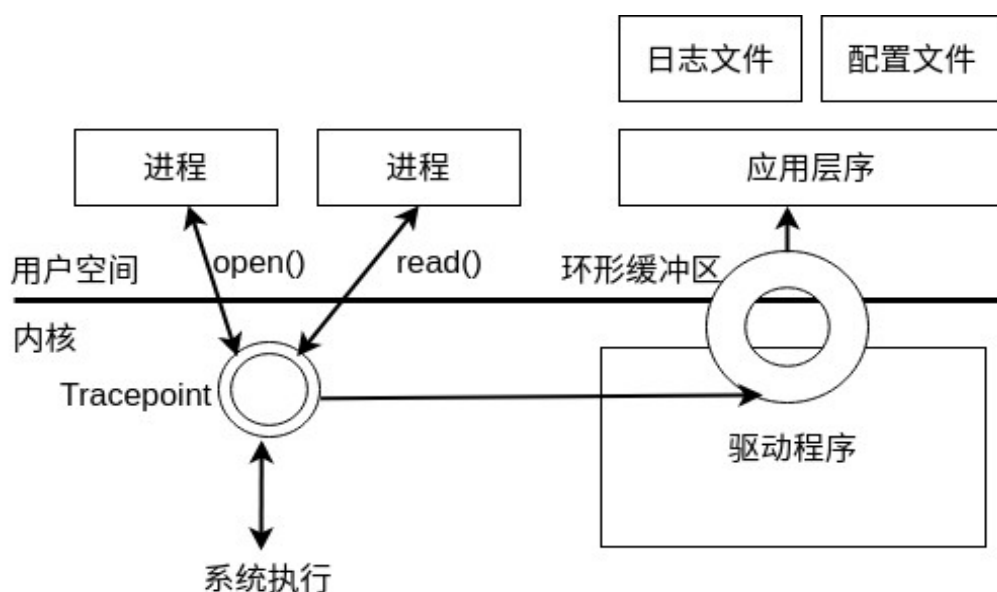 日志文件
配置文件
进程
进程
应用层序
用户空间
open()
read()
环形缓冲区
内核
Tracepoint
驱动程序
系统执行